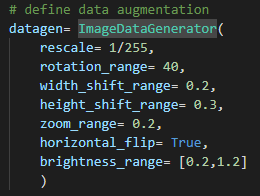 # define data augmentation
datagen= ImageDataGenerator(
    rescale= 1/255,
    rotation_range= 40,
    width_shift_range= 0.2,
    height_shift_range= 0.3,
    zoom_range= 0.2,
    horizontal_flip= True,
    brightness_range= [0.2,1.2]
    )